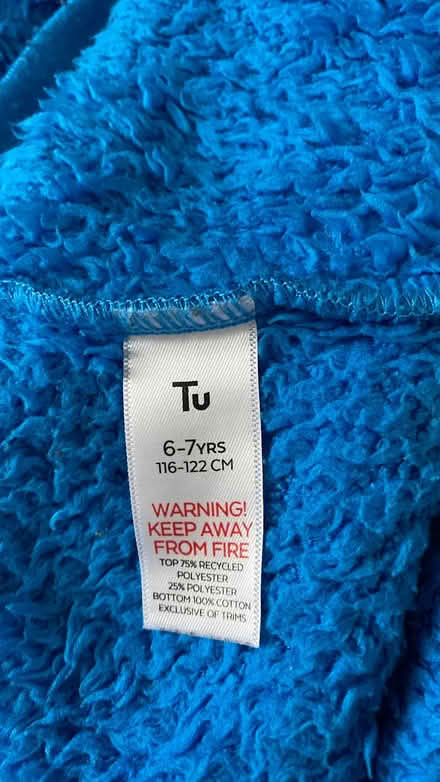 Tu
6-7YRS
116-122 CM
WARNING!
KEEP AWAY
FROM FIRE
TOP 75% RECYCLED
POLYESTER
25% POLYESTER
BOTTOM 100% COTTON
EXCLUSIVE OF TRIMS